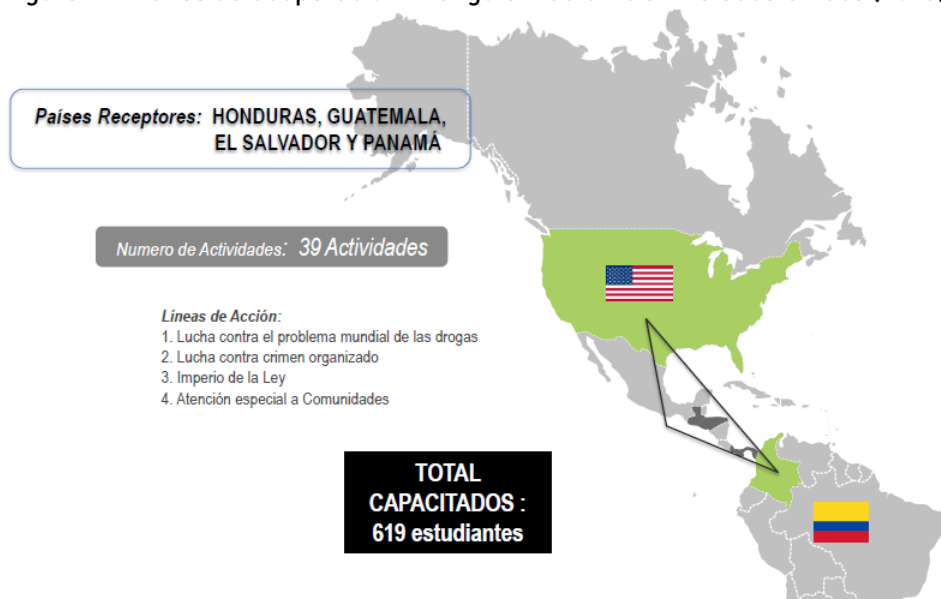 Países Receptores: HONDURAS, GUATEMALA,
EL SALVADOR Y PANAMÁ
Numero de Actividades: 39 Actividades
Líneas de Acción:
1. Lucha contra el problema mundial de las drogas
2. Lucha contra crimen organizado
3. Imperio de la Ley
4. Atención especial a Comunidades
TOTAL
CAPACITADOS :
619 estudiantes